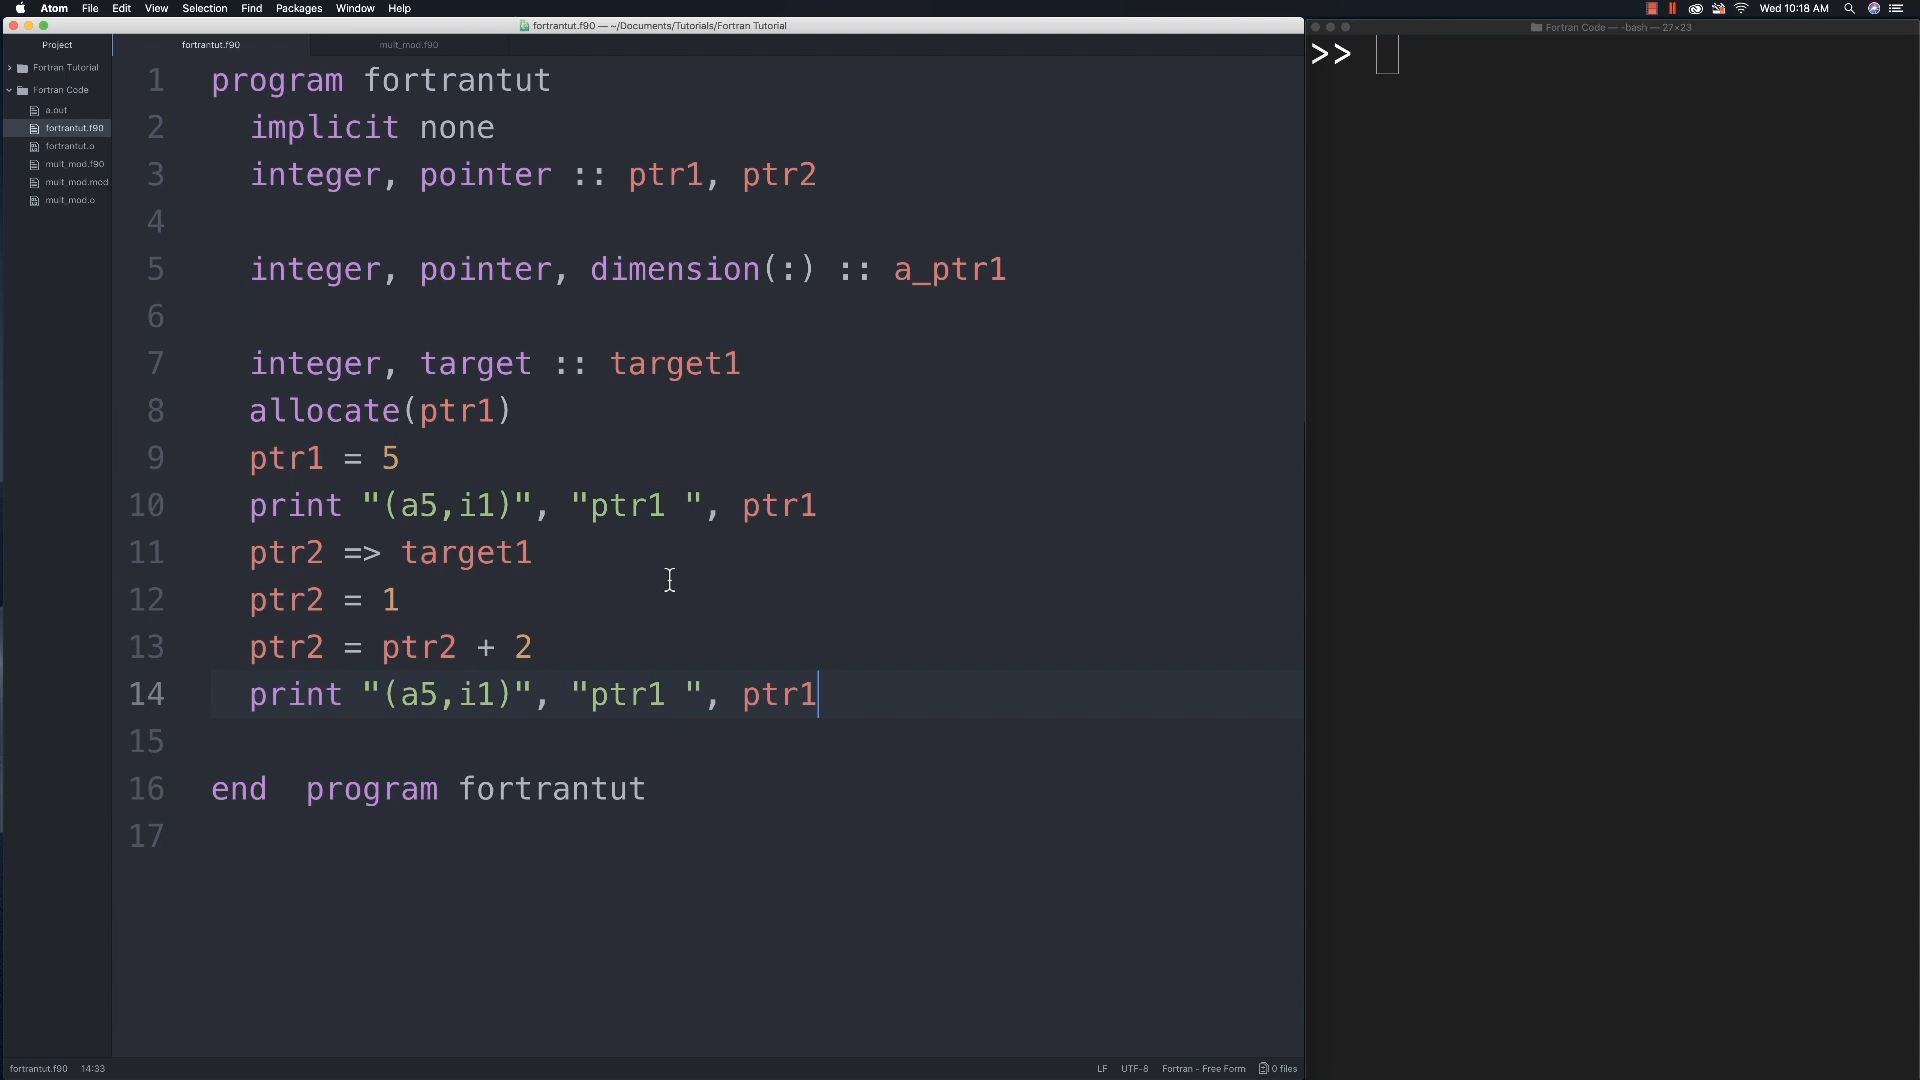 Atom File Edit View Selection Find Packages Window Help
Wed 10:18 AM
fortrantut.f90 — ~/Documents/Tutorials/Fortran Tutorial
Fortran Code — -bash — 27×23
Project
fortrantut.f90
mult_mod.f90
Fortran Tutorial
Fortran Code
a.out
fortrantut.f90
fortrantut.o
mult_mod.f90
mult_mod.mod
mult_mod.o
1 program fortrantut
2 implicit none
3 integer, pointer :: ptr1, ptr2
4
5 integer, pointer, dimension(:) :: a_ptr1
6
7 integer, target :: target1
8 allocate(ptr1)
9 ptr1 = 5
10 print "(a5,i1)", "ptr1 ", ptr1
11 ptr2 => target1
12 ptr2 = 1
13 ptr2 = ptr2 + 2
14 print "(a5,i1)", "ptr1 ", ptr1
15
16 end  program fortrantut
17
>>
fortrantut.f90 14:33
LF UTF-8 Fortran - Free Form 0 files